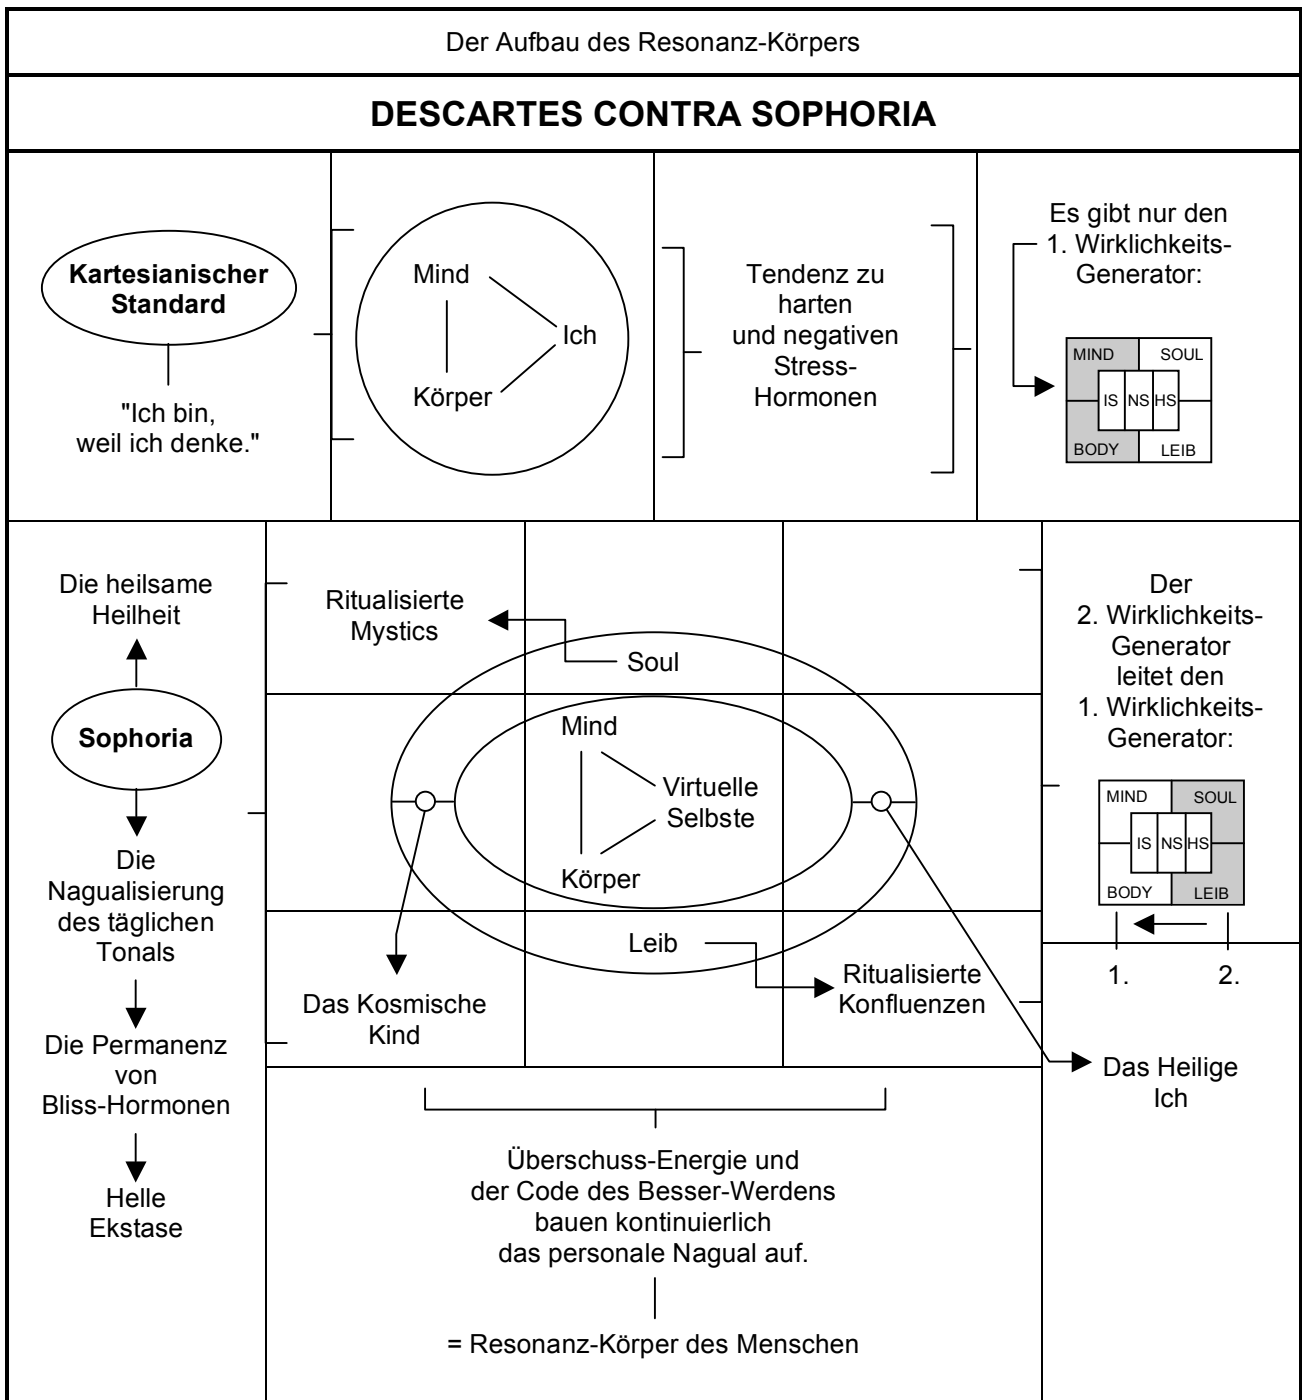 Der Aufbau des Resonanz-Körpers
DESCARTES CONTRA SOPHORIA
Kartesianischer
Standard
"Ich bin,
weil ich denke."
Mind
Ich
Körper
Tendenz zu
harten
und negativen
Stress-
Hormonen
Es gibt nur den
1. Wirklichkeits-
Generator:
MIND SOUL
IS NS HS
BODY LEIB
Die heilsame
Heilheit
Sophoria
Die
Nagualisierung
des täglichen
Tonals
Die Permanenz
von
Bliss-Hormonen
Helle
Ekstase
Ritualisierte
Mystics
Soul
Mind
Virtuelle
Selbste
Körper
Leib
Das Kosmische
Kind
Ritualisierte
Konfluenzen
Der
2. Wirklichkeits-
Generator
leitet den
1. Wirklichkeits-
Generator:
MIND SOUL
IS NS HS
BODY LEIB
1. 2.
Das Heilige
Ich
Überschuss-Energie und
der Code des Besser-Werdens
bauen kontinuierlich
das personale Nagual auf.
= Resonanz-Körper des Menschen